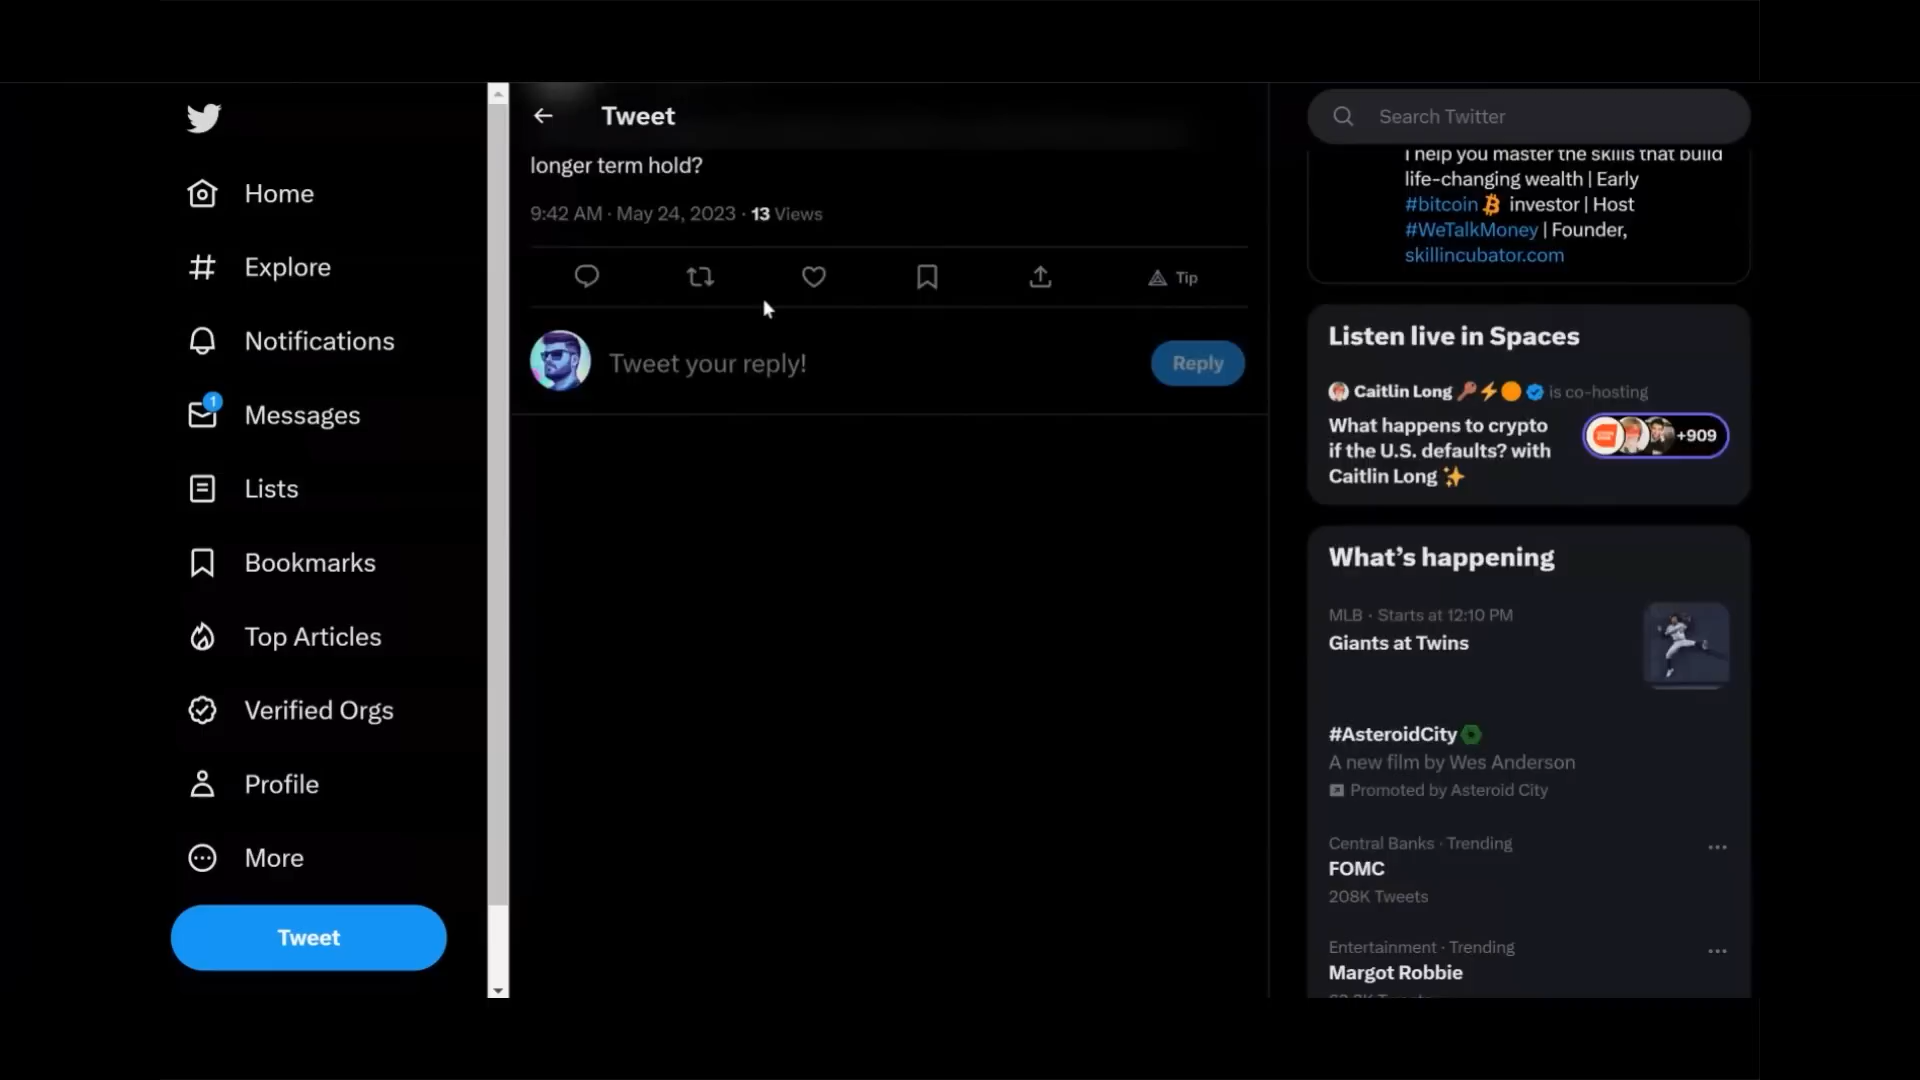 Home
Explore
Notifications
1
Messages
Lists
Bookmarks
Top Articles
Verified Orgs
Profile
More
Tweet
Tweet
longer term hold?
9:42 AM · May 24, 2023 · 13 Views
Tip
Tweet your reply!
Reply
Search Twitter
I help you master the skills that build
life-changing wealth | Early
#bitcoin investor | Host
#WeTalkMoney | Founder,
skillincubator.com
Listen live in Spaces
Caitlin Long is co-hosting
What happens to crypto
if the U.S. defaults? with
Caitlin Long
+909
What's happening
MLB · Starts at 12:10 PM
Giants at Twins
#AsteroidCity
A new film by Wes Anderson
Promoted by Asteroid City
Central Banks · Trending
FOMC
208K Tweets
Entertainment · Trending
Margot Robbie